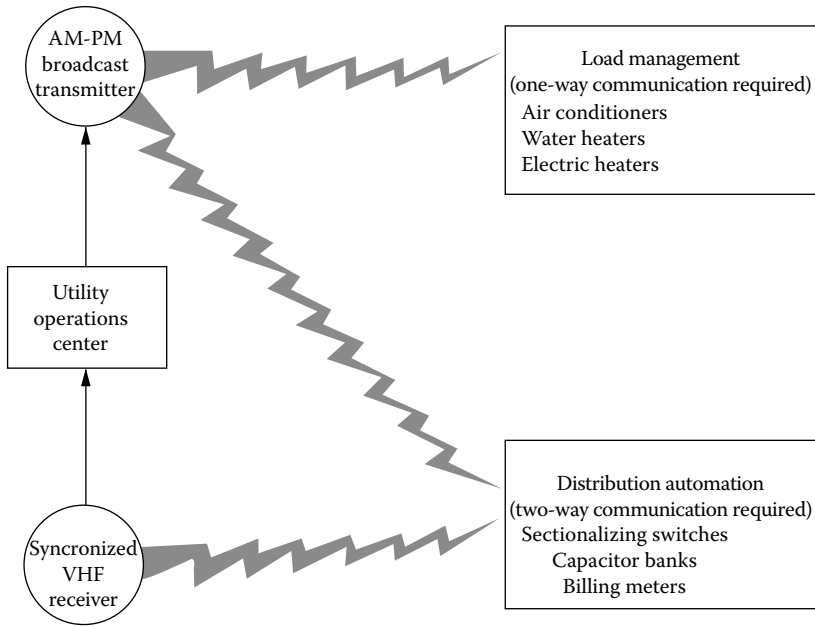 AM-PM
broadcast
transmitter
Load management
(one-way communication required)
Air conditioners
Water heaters
Electric heaters
Utility
operations
center
Distribution automation
(two-way communication required)
Sectionalizing switches
Capacitor banks
Billing meters
Syncronized
VHF
receiver